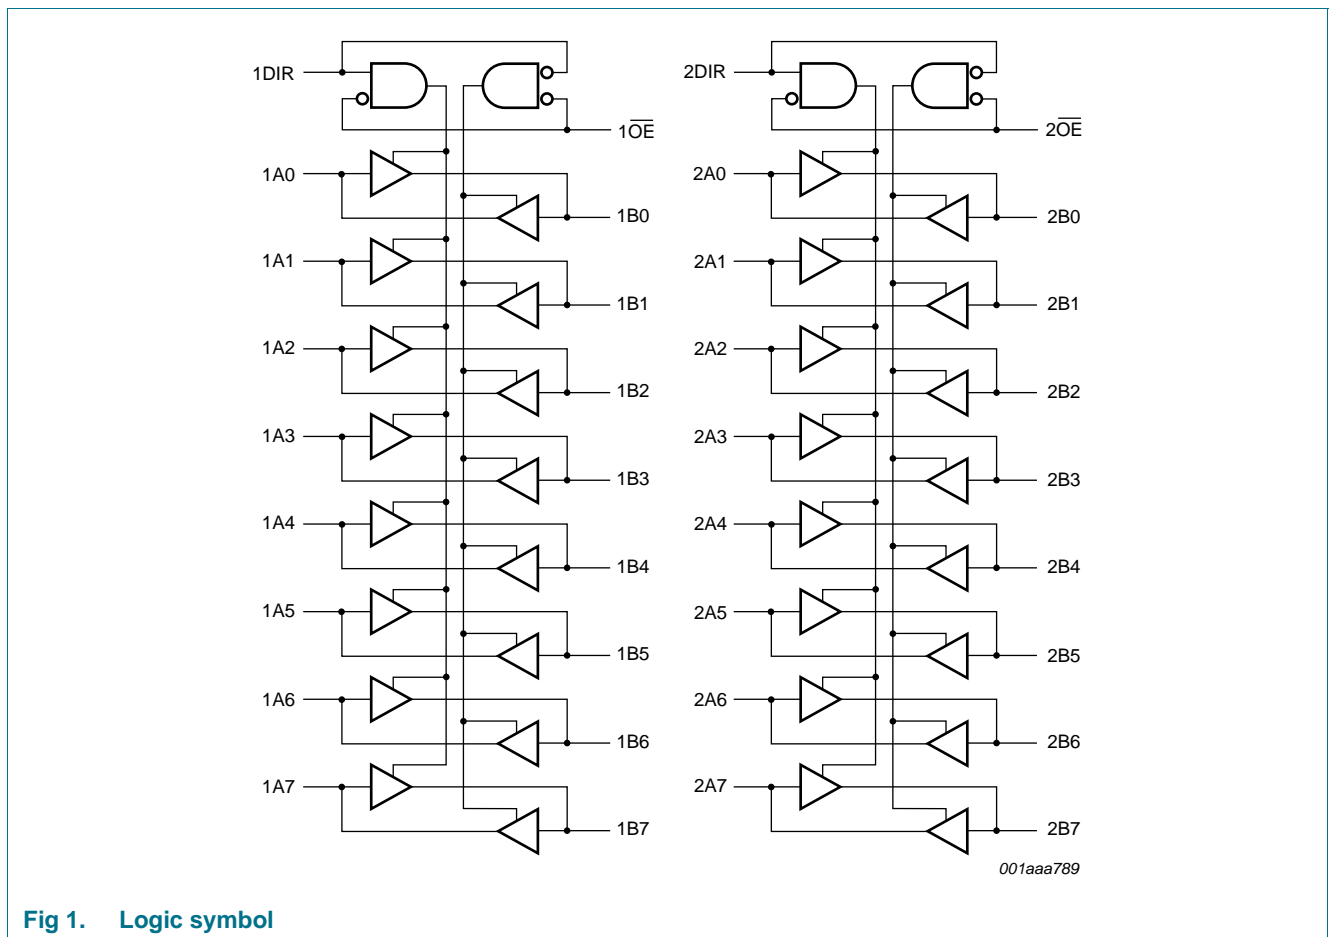 1DIR 2DIR
1O̅E̅ 2O̅E̅
1A0 2A0
1B0 2B0
1A1 2A1
1B1 2B1
1A2 2A2
1B2 2B2
1A3 2A3
1B3 2B3
1A4 2A4
1B4 2B4
1A5 2A5
1B5 2B5
1A6 2A6
1B6 2B6
1A7 2A7
1B7 2B7
001aaa789
Fig 1. Logic symbol